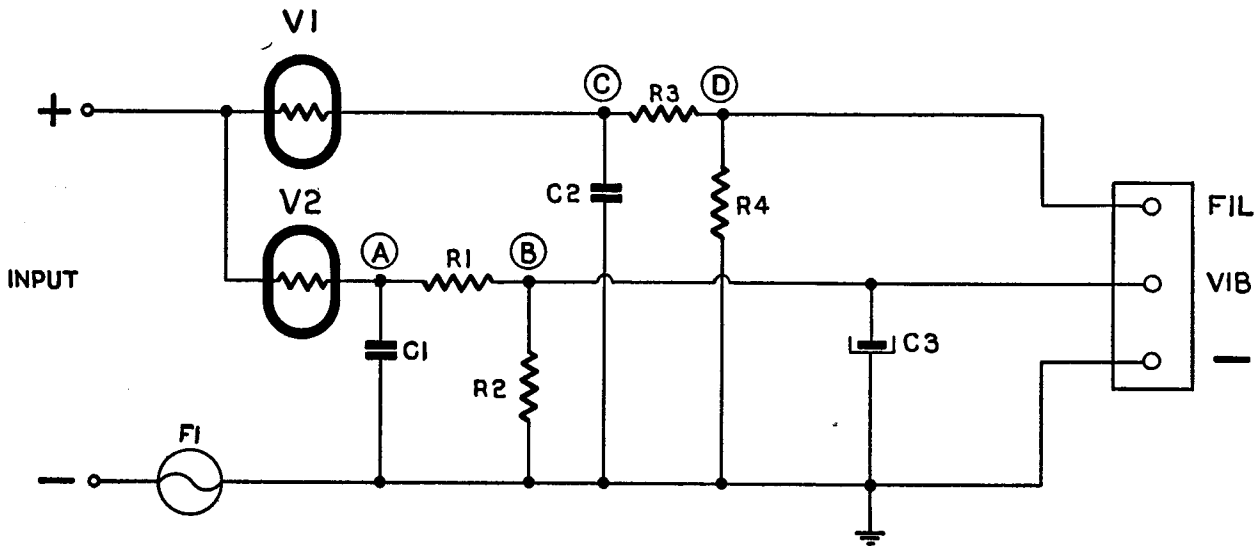 V1
+
C
R3
D
C2
R4
FIL
V2
A
R1
B
INPUT
VIB
C1
C3
R2
—
F1
—